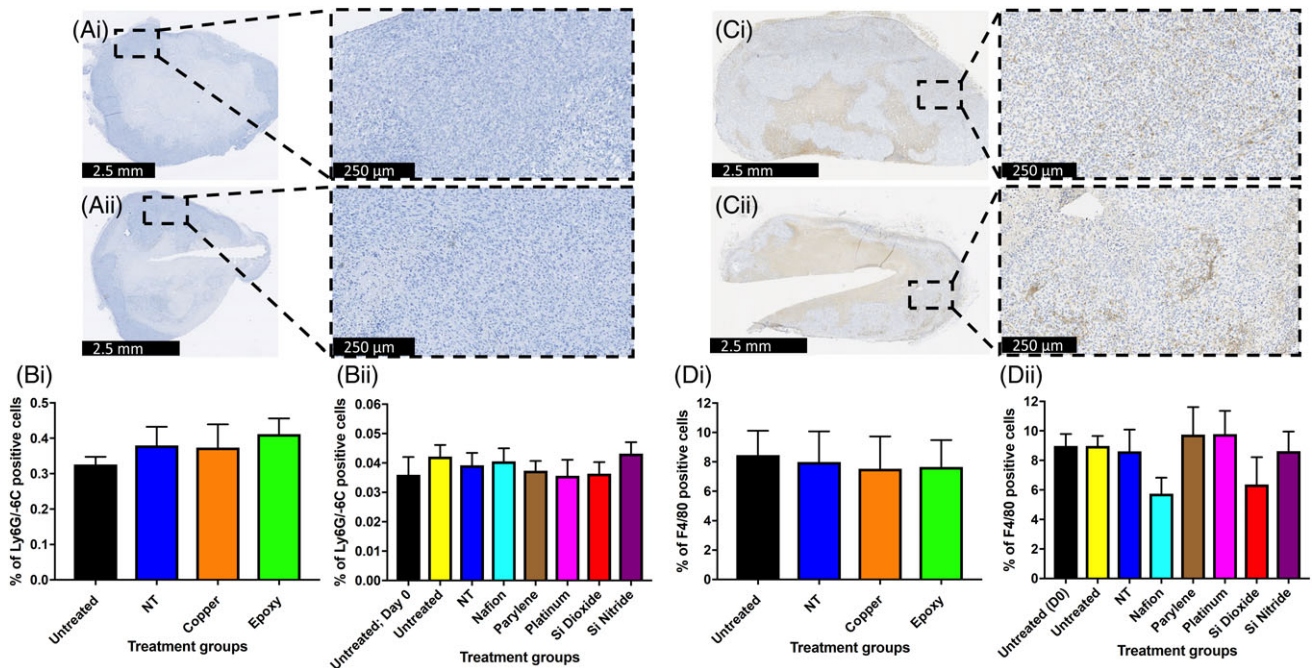 (Ai)
2.5 mm
250 µm
(Ci)
2.5 mm
250 µm
(Aii)
2.5 mm
250 µm
(Cii)
2.5 mm
250 µm
(Bi)
% of Ly6G/-6C positive cells
0.5
0.4
0.3
0.2
0.1
0.0
Untreated
NT
Copper
Epoxy
Treatment groups
(Bii)
% of Ly6G/-6C positive cells
0.06
0.05
0.04
0.03
0.02
0.01
0.00
Untreated; Day 0
Untreated
NT
Nafion
Parylene
Platinum
Si Dioxide
Si Nitride
Treatment groups
(Di)
% of F4/80 positive cells
12
10
8
6
4
2
0
Untreated
NT
Copper
Epoxy
Treatment groups
(Dii)
% of F4/80 positive cells
12
10
8
6
4
2
0
Untreated (D0)
Untreated
NT
Nafion
Parylene
Platinum
Si Dioxide
Si Nitride
Treatment groups